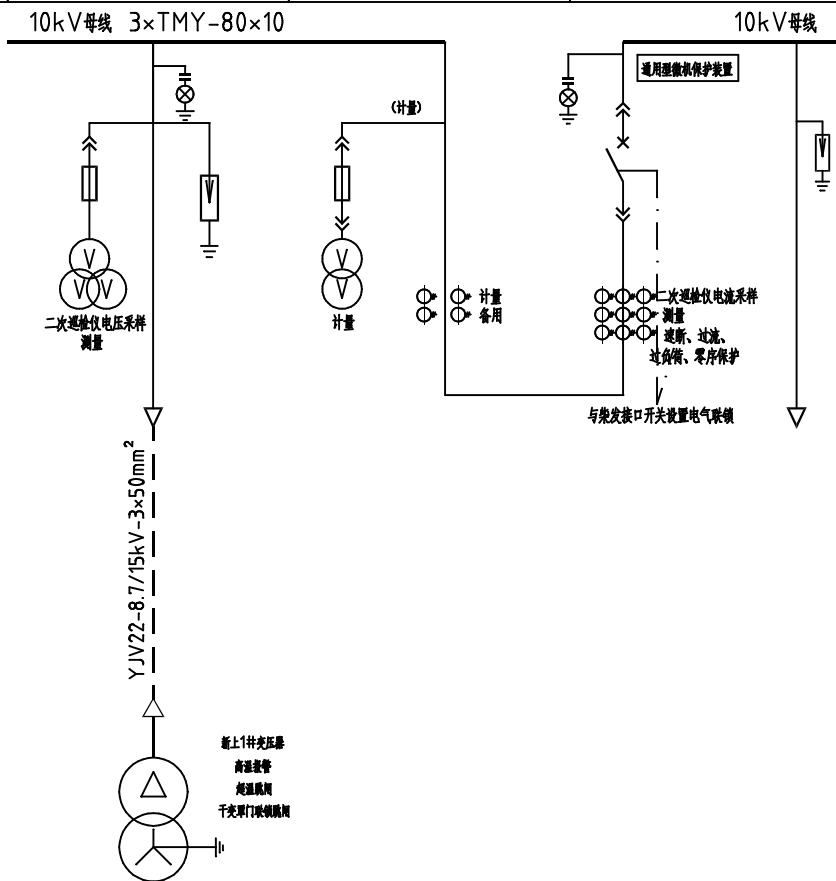 10kV母线 3×TMY-80×10
10kV母线
通用型微机保护装置
(计量)
V
V
V V
V
二次巡检仪电压采样
测量
计量
计量
备用
二次巡检仪电流采样
测量
速断、过流、
过负荷、零序保护
与柴发接口开关设置电气联锁
YJV22-8.7/15kV-3×50mm²
新上1#变压器
高温报警
超温跳闸
干变罩门联锁跳闸